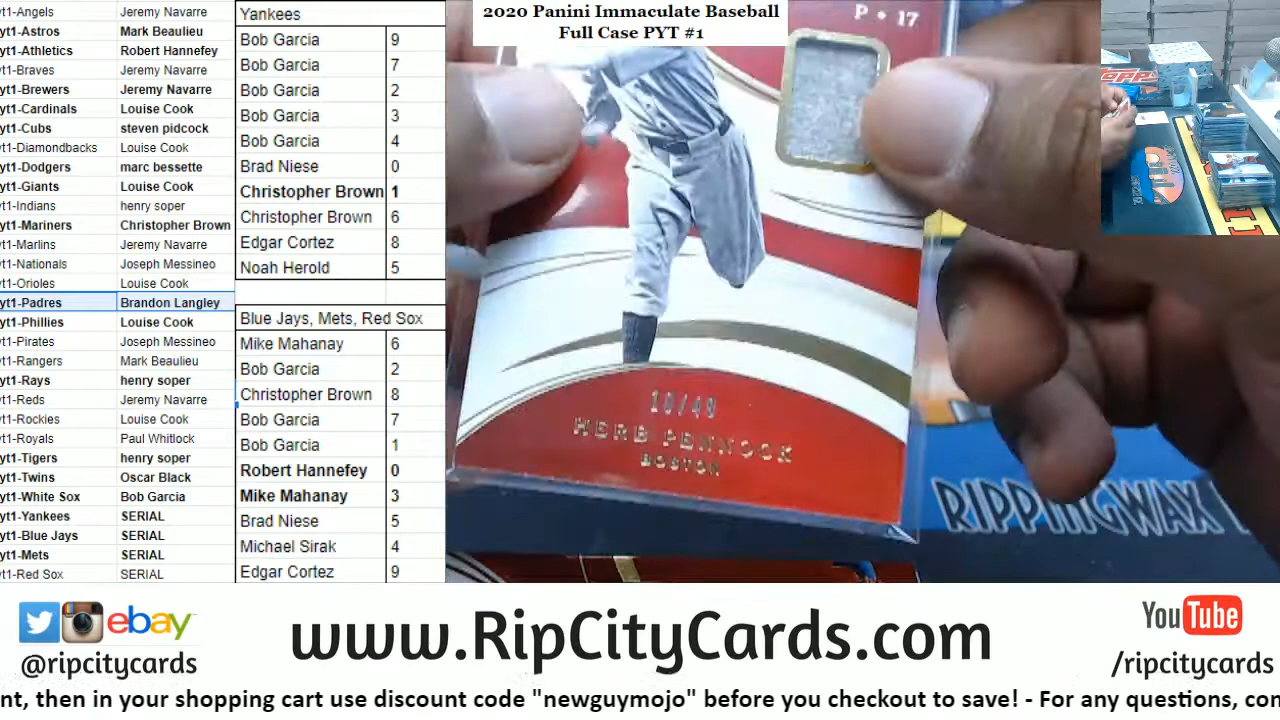 t1-Angels Jeremy Navarre
yt1-Astros Mark Beaulieu
yt1-Athletics Robert Hannefey
yt1-Braves Jeremy Navarre
yt1-Brewers Jeremy Navarre
yt1-Cardinals Louise Cook
yt1-Cubs steven pidcock
yt1-Diamondbacks Louise Cook
yt1-Dodgers marc bessette
yt1-Giants Louise Cook
yt1-Indians henry soper
yt1-Mariners Christopher Brown
yt1-Marlins Jeremy Navarre
yt1-Nationals Joseph Messineo
yt1-Orioles Louise Cook
yt1-Padres Brandon Langley
yt1-Phillies Louise Cook
yt1-Pirates Joseph Messineo
yt1-Rangers Mark Beaulieu
yt1-Rays henry soper
yt1-Reds Jeremy Navarre
yt1-Rockies Louise Cook
yt1-Royals Paul Whitlock
yt1-Tigers henry soper
yt1-Twins Oscar Black
yt1-White Sox Bob Garcia
yt1-Yankees SERIAL
yt1-Blue Jays SERIAL
yt1-Mets SERIAL
yt1-Red Sox SERIAL
Yankees
Bob Garcia 9
Bob Garcia 7
Bob Garcia 2
Bob Garcia 3
Bob Garcia 4
Brad Niese 0
Christopher Brown 1
Christopher Brown 6
Edgar Cortez 8
Noah Herold 5
Blue Jays, Mets, Red Sox
Mike Mahanay 6
Bob Garcia 2
Christopher Brown 8
Bob Garcia 7
Bob Garcia 1
Robert Hannefey 0
Mike Mahanay 3
Brad Niese 5
Michael Sirak 4
Edgar Cortez 9
2020 Panini Immaculate Baseball
Full Case PYT #1
P • 17
HERB PENNOCK
BOSTON
RIPPINGWAX
ebay
@ripcitycards
www.RipCityCards.com
YouTube
/ripcitycards
nt, then in your shopping cart use discount code "newguymojo" before you checkout to save! - For any questions, con